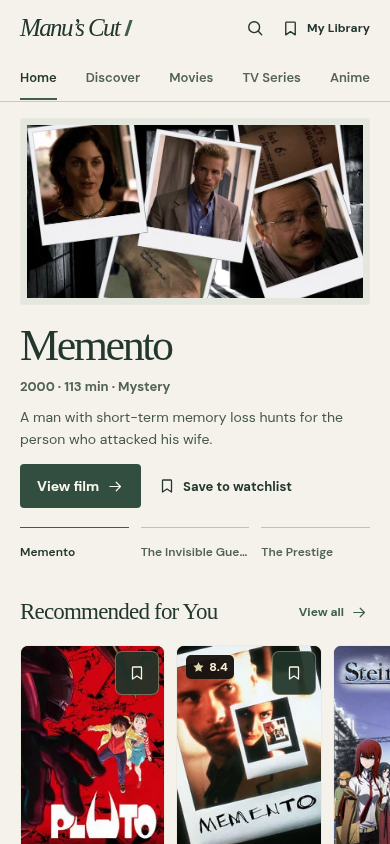 Manu's Cut /
My Library
Home Discover Movies TV Series Anime
Memento
2000 · 113 min · Mystery
A man with short-term memory loss hunts for the
person who attacked his wife.
View film →
Save to watchlist
Memento
The Invisible Gue...
The Prestige
Recommended for You
View all →
PLUTO
★ 8.4
MEMENTO
Stein